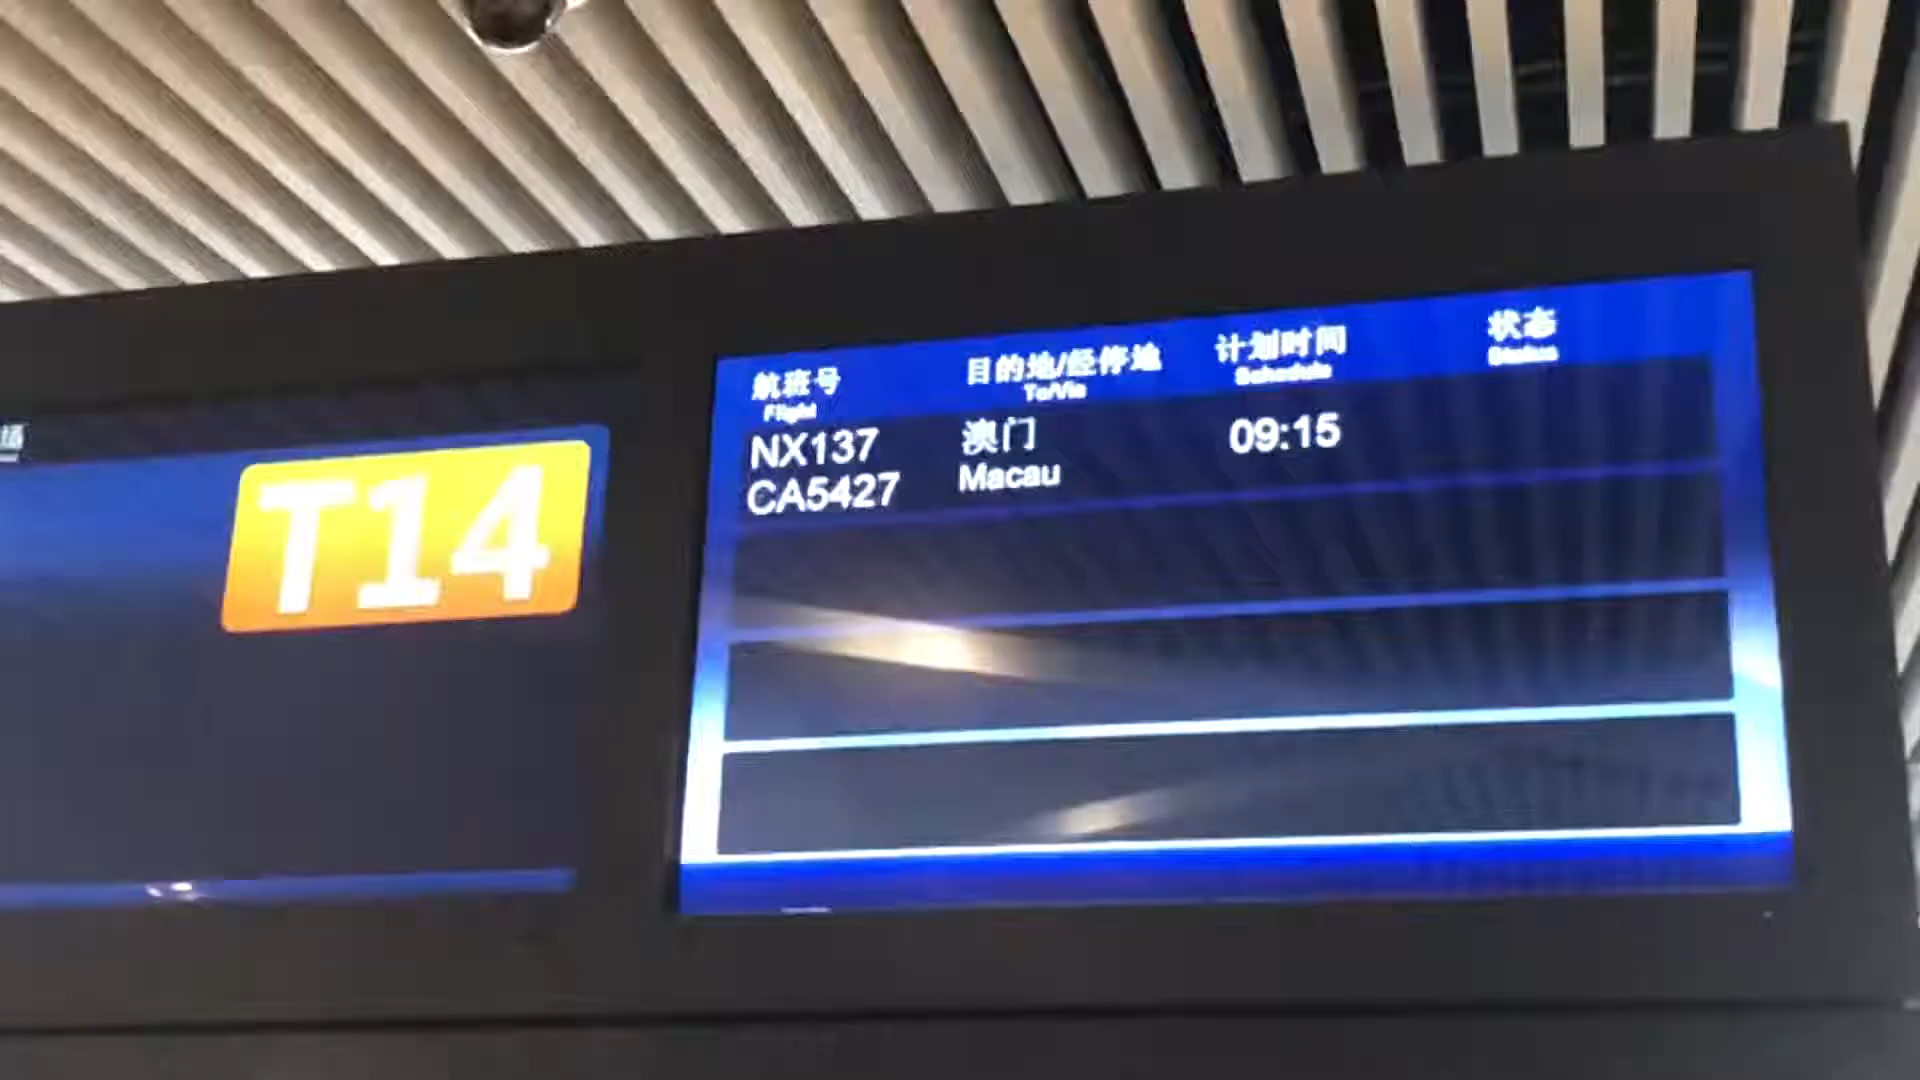 T14
航班号 目的地/经停地 计划时间 状态
Flight To/Via Schedule Status
NX137 澳门 09:15
CA5427 Macau